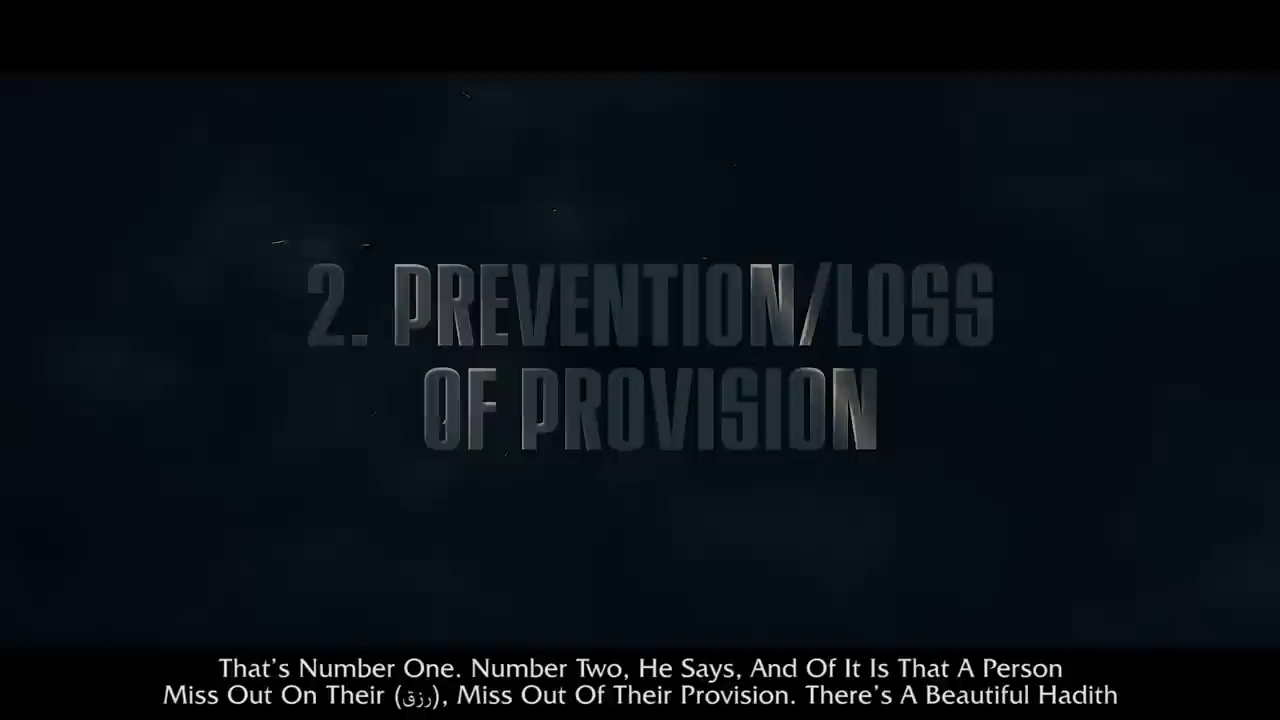 2. PREVENTION/LOSS
OF PROVISION
That's Number One. Number Two, He Says, And Of It Is That A Person
Miss Out On Their (رزق), Miss Out Of Their Provision. There's A Beautiful Hadith